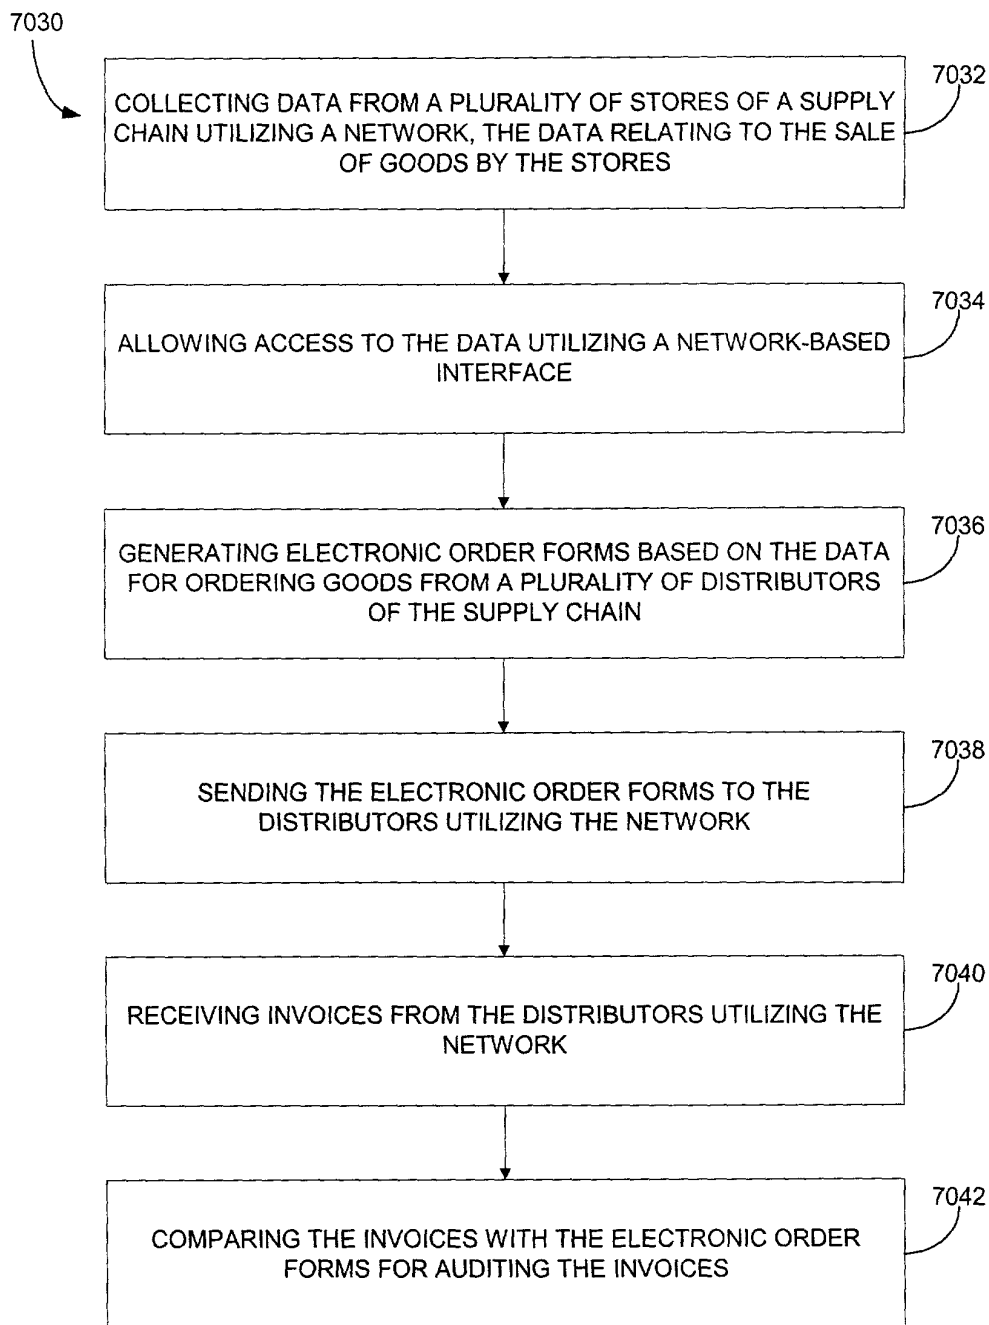 7030
7032
COLLECTING DATA FROM A PLURALITY OF STORES OF A SUPPLY
CHAIN UTILIZING A NETWORK, THE DATA RELATING TO THE SALE
OF GOODS BY THE STORES
7034
ALLOWING ACCESS TO THE DATA UTILIZING A NETWORK-BASED
INTERFACE
7036
GENERATING ELECTRONIC ORDER FORMS BASED ON THE DATA
FOR ORDERING GOODS FROM A PLURALITY OF DISTRIBUTORS
OF THE SUPPLY CHAIN
7038
SENDING THE ELECTRONIC ORDER FORMS TO THE
DISTRIBUTORS UTILIZING THE NETWORK
7040
RECEIVING INVOICES FROM THE DISTRIBUTORS UTILIZING THE
NETWORK
7042
COMPARING THE INVOICES WITH THE ELECTRONIC ORDER
FORMS FOR AUDITING THE INVOICES